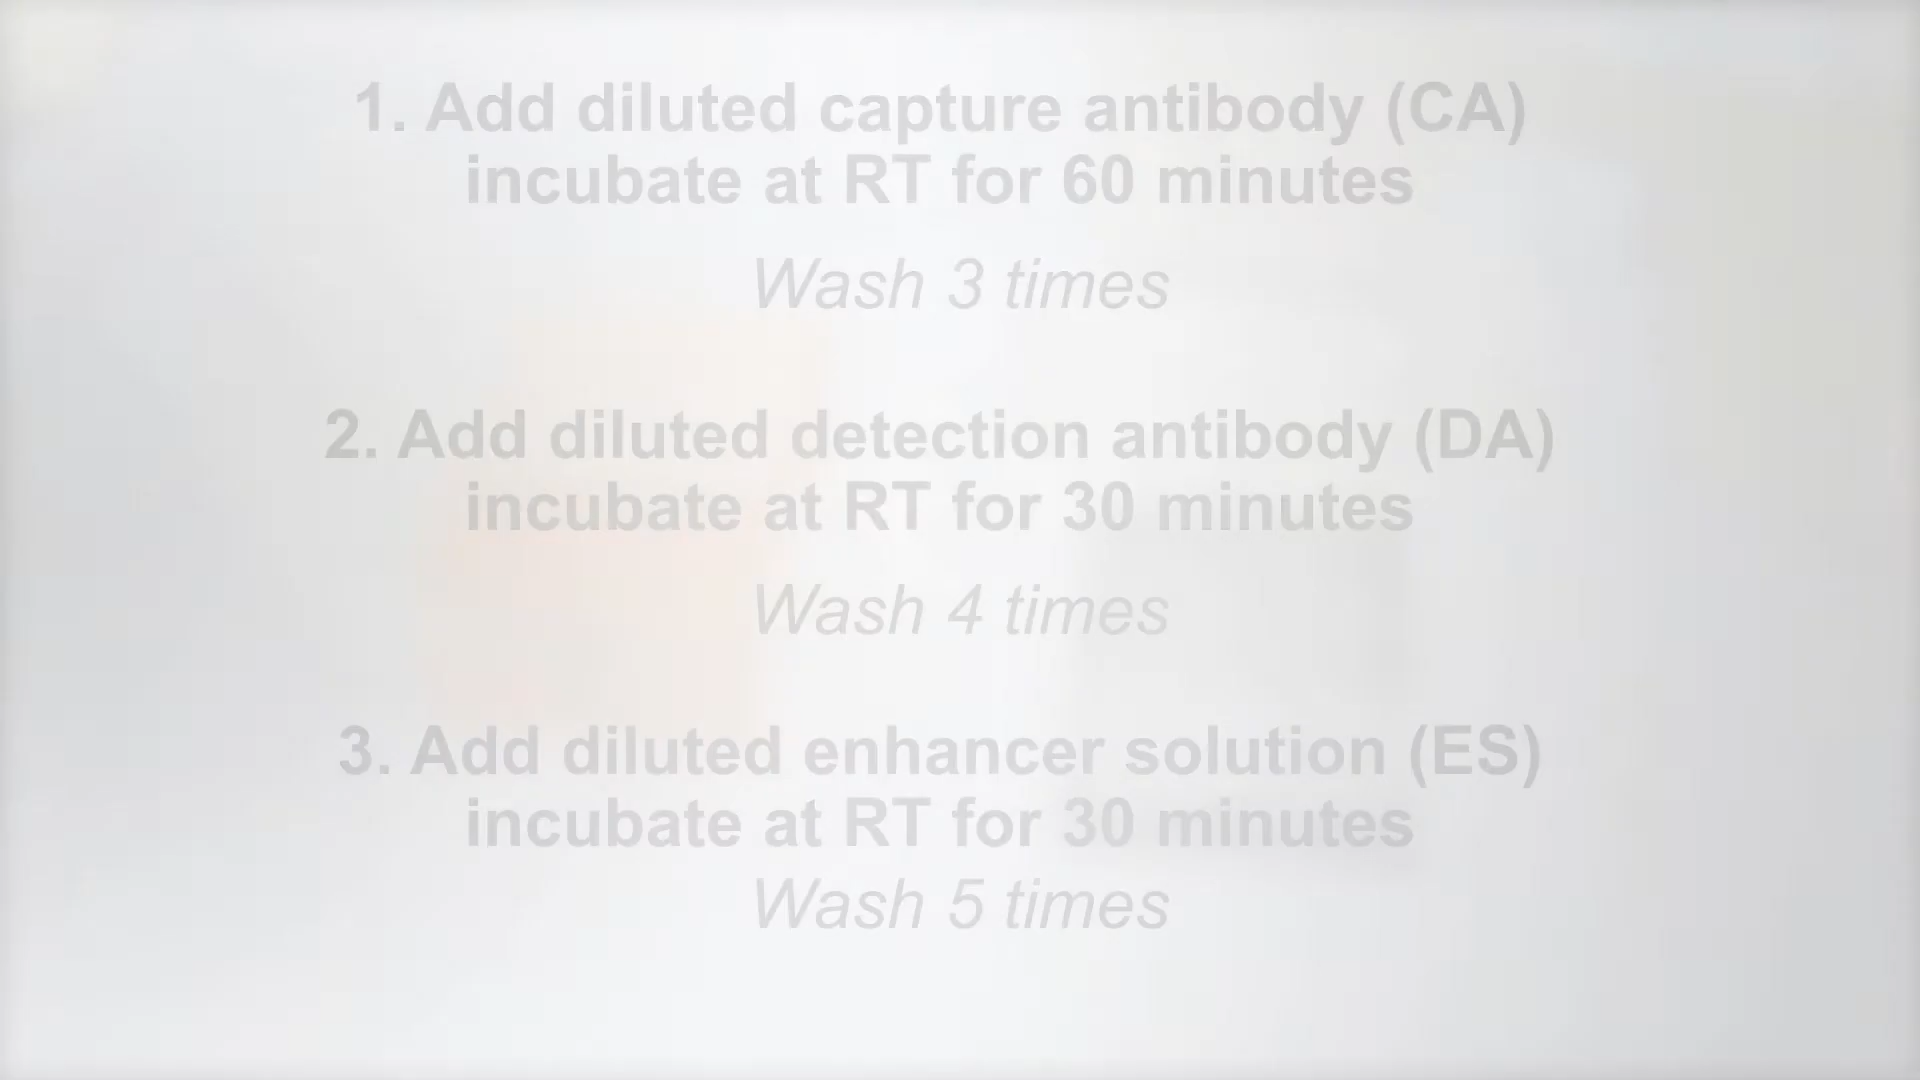 1. Add diluted capture antibody (CA)
incubate at RT for 60 minutes
Wash 3 times
2. Add diluted detection antibody (DA)
incubate at RT for 30 minutes
Wash 4 times
3. Add diluted enhancer solution (ES)
incubate at RT for 30 minutes
Wash 5 times